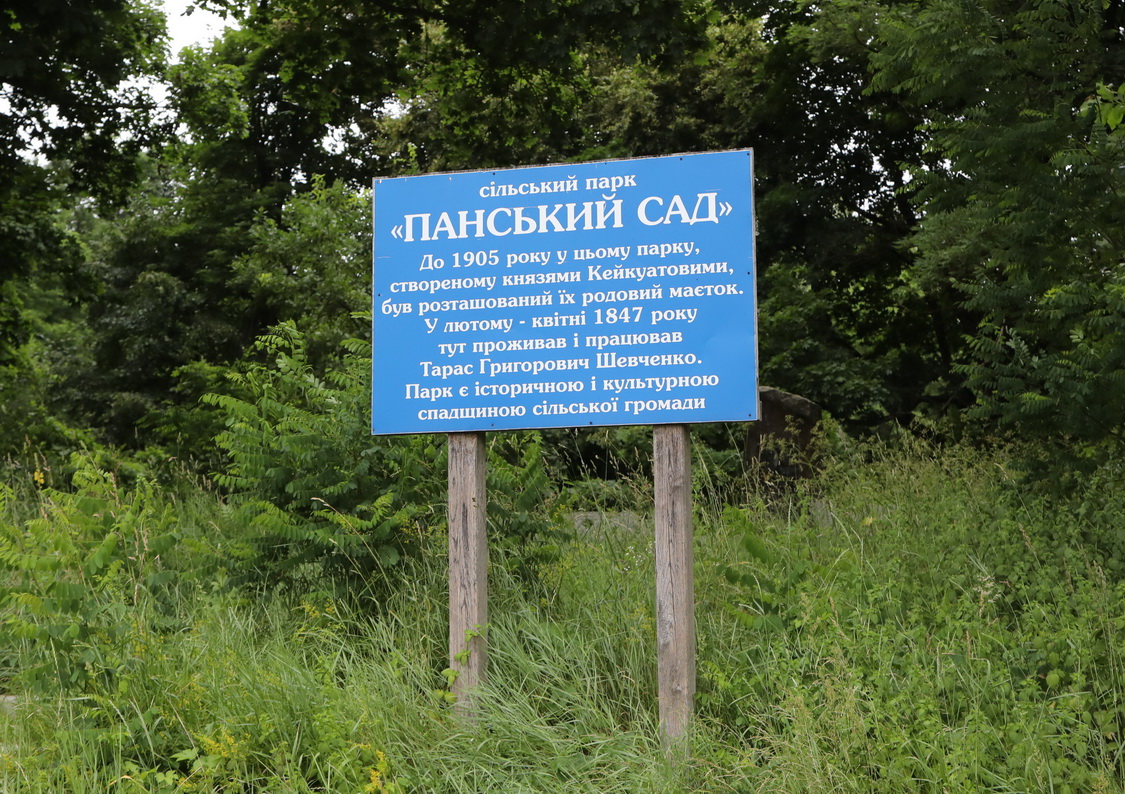 сільський парк
«ПАНСЬКИЙ САД»
До 1905 року у цьому парку,
створеному князями Кейкуатовими,
був розташований їх родовий маєток.
У лютому - квітні 1847 року
тут проживав і працював
Тарас Григорович Шевченко.
Парк є історичною і культурною
спадщиною сільської громади